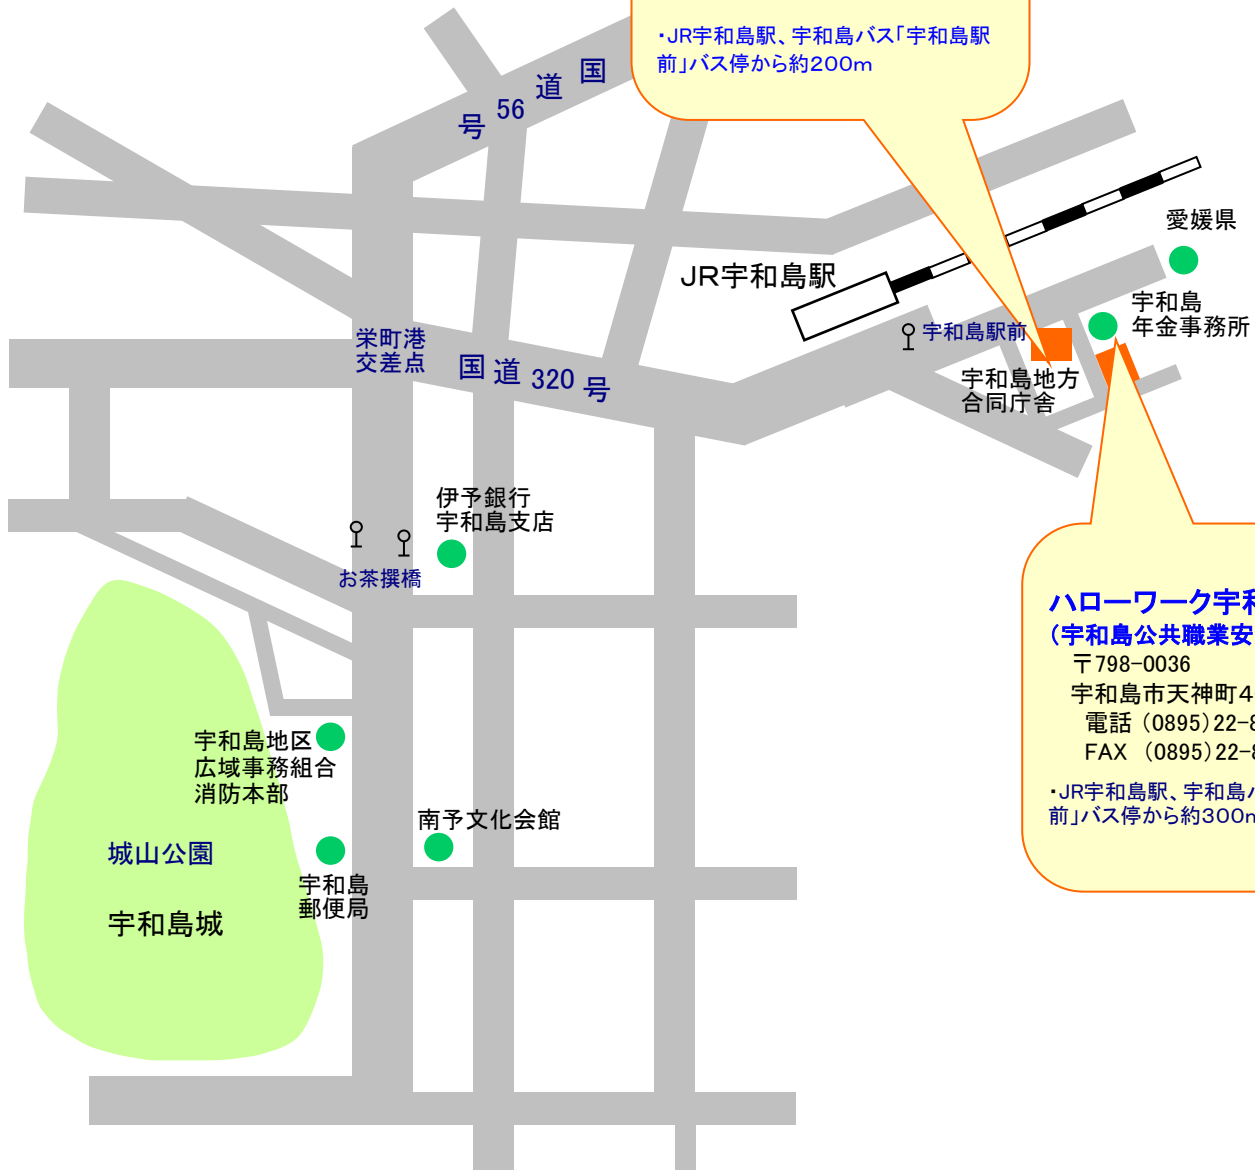 ・JR宇和島駅、宇和島バス「宇和島駅
前」バス停から約200m
国道56号
愛媛県
JR宇和島駅
宇和島
年金事務所
宇和島駅前
栄町港
交差点
国道320号
宇和島地方
合同庁舎
伊予銀行
宇和島支店
お茶撰橋
ハローワーク宇和
（宇和島公共職業安
〒798-0036
宇和島市天神町4
電話 (0895)22-8
FAX (0895)22-8
・JR宇和島駅、宇和島バ
前」バス停から約300m
宇和島地区
広域事務組合
消防本部
南予文化会館
城山公園
宇和島
郵便局
宇和島城